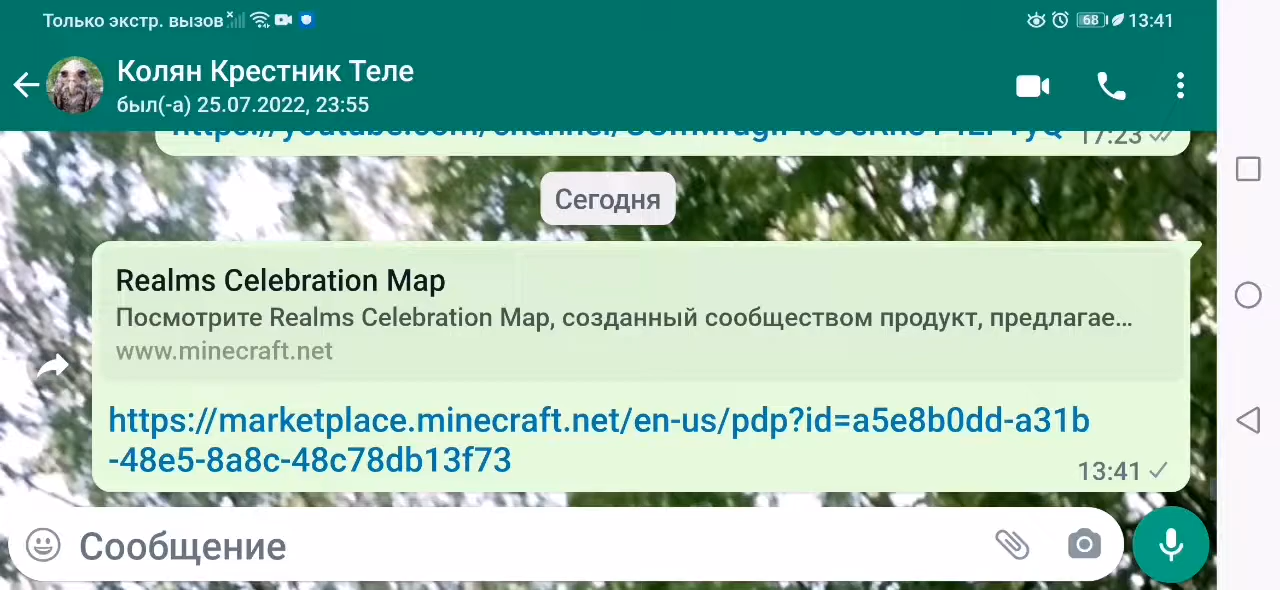 Только экстр. вызов
68 13:41
Колян Крестник Теле
был(-а) 25.07.2022, 23:55
17:23
Сегодня
Realms Celebration Map
Посмотрите Realms Celebration Map, созданный сообществом продукт, предлагае...
www.minecraft.net
https://marketplace.minecraft.net/en-us/pdp?id=a5e8b0dd-a31b
-48e5-8a8c-48c78db13f73
13:41
Сообщение